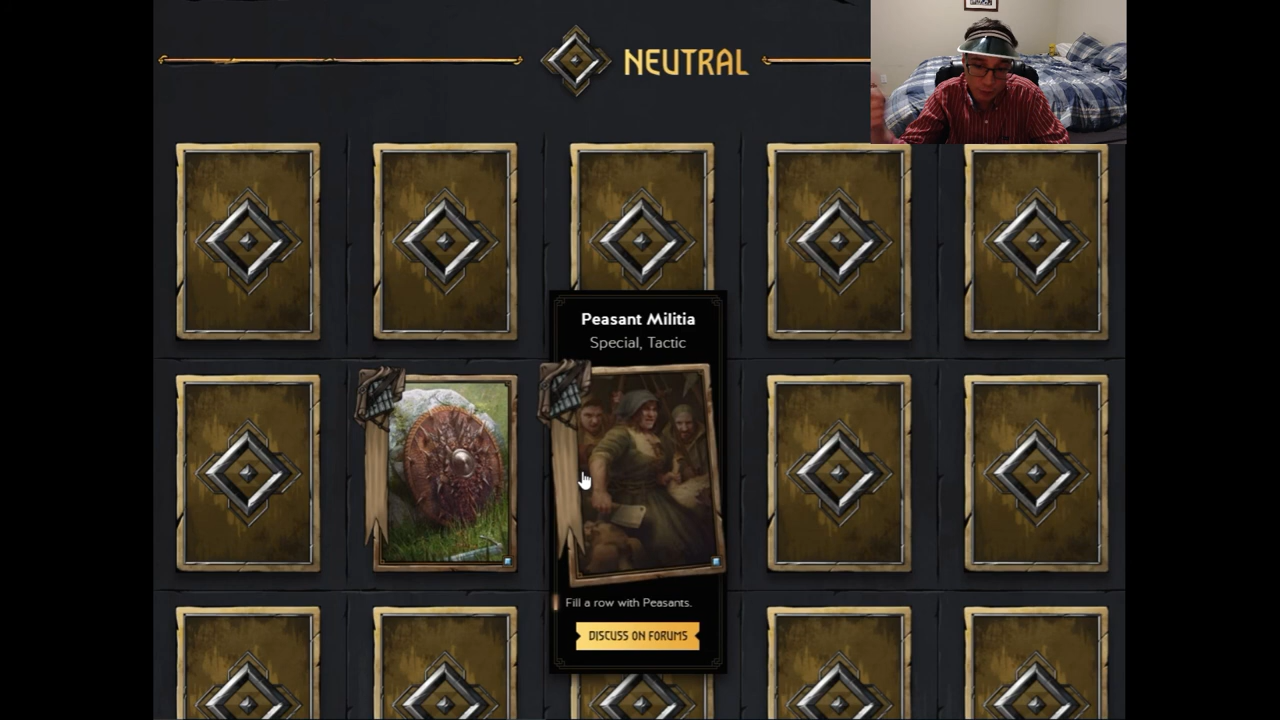 NEUTRAL
Peasant Militia
Special, Tactic
Fill a row with Peasants.
DISCUSS ON FORUMS